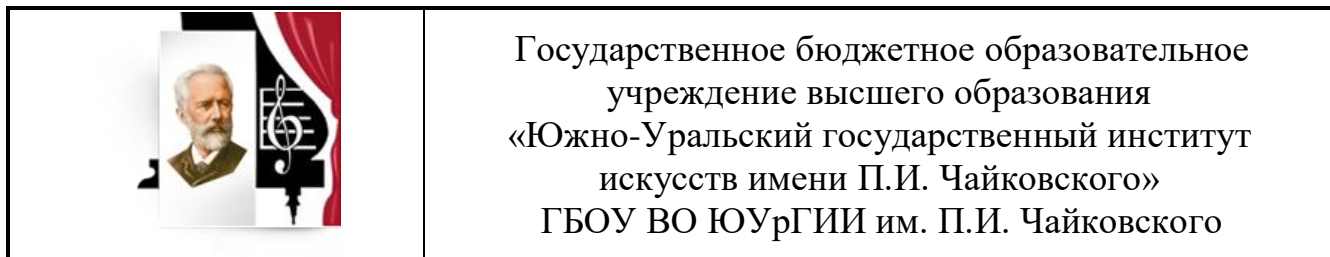 Государственное бюджетное образовательное
учреждение высшего образования
«Южно-Уральский государственный институт
искусств имени П.И. Чайковского»
ГБОУ ВО ЮУрГИИ им. П.И. Чайковского